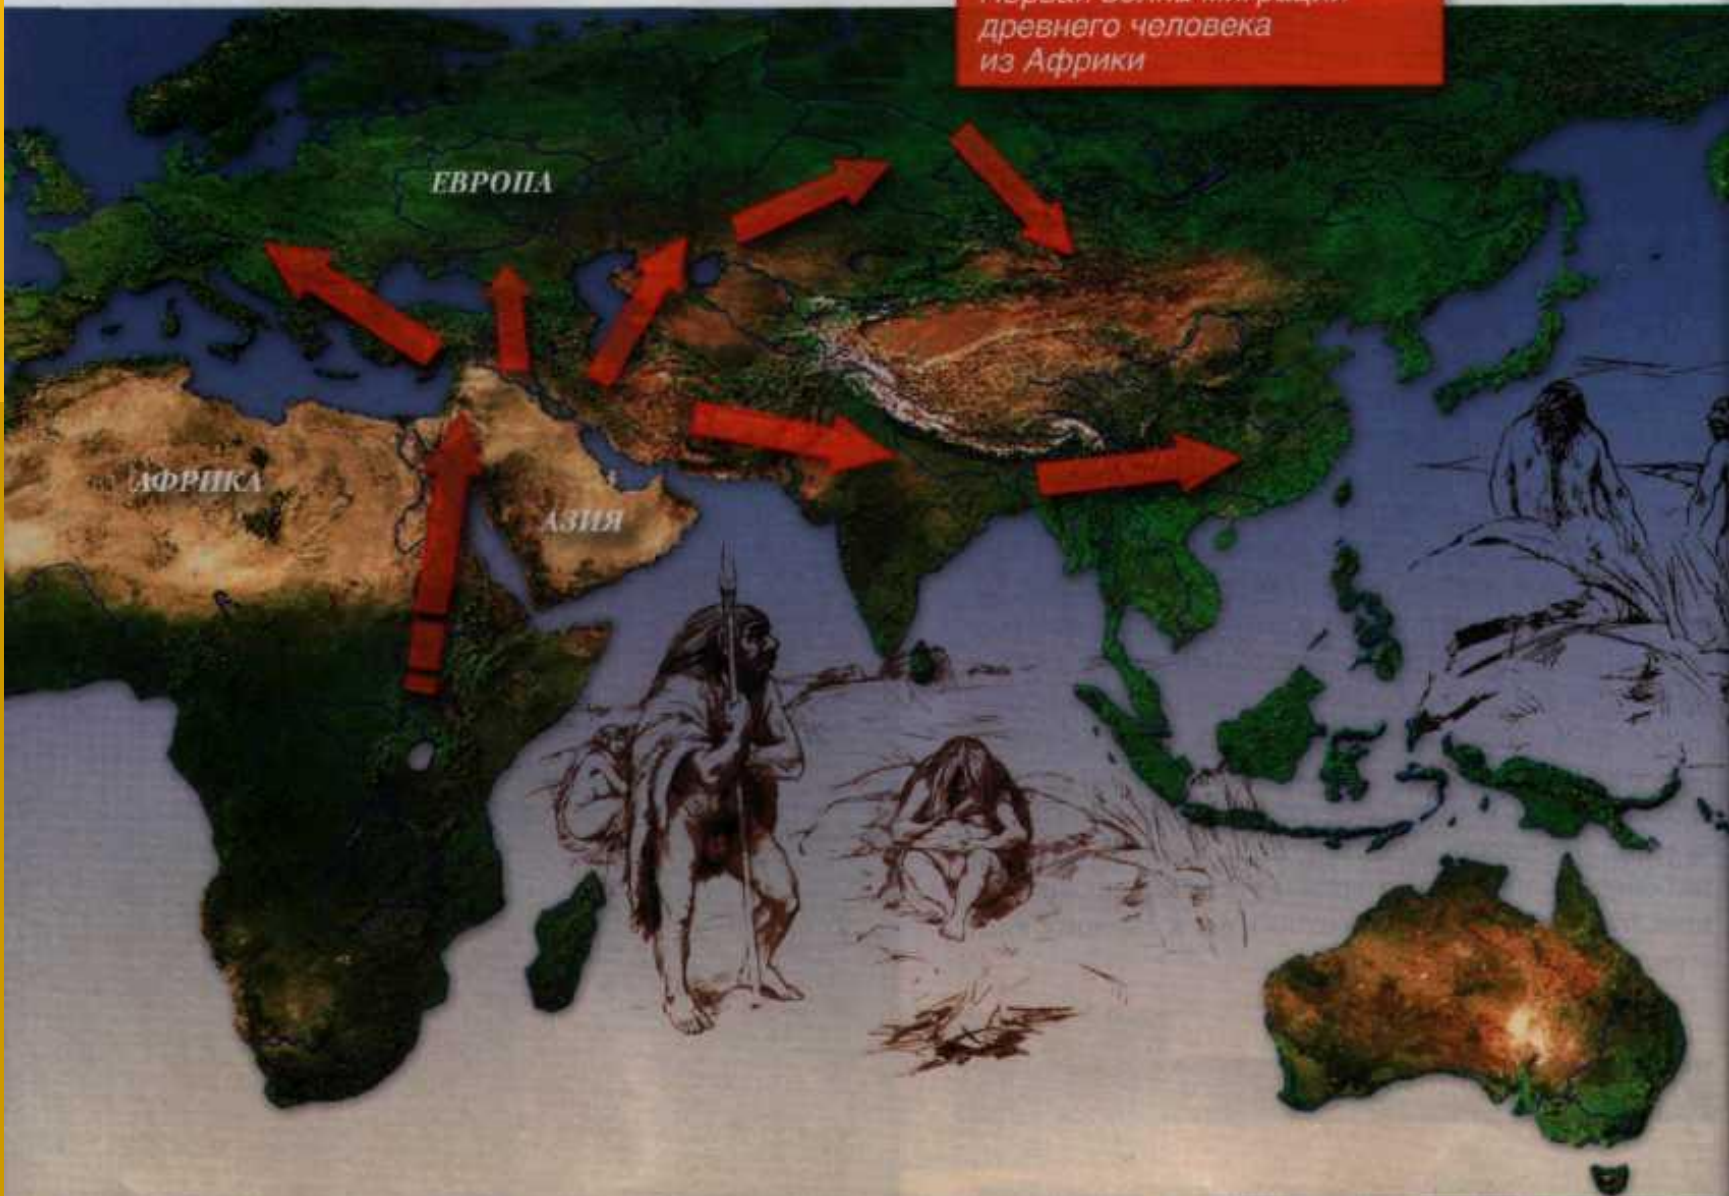 древнего человека
из Африки
ЕВРОПА
АФРИКА
АЗИЯ